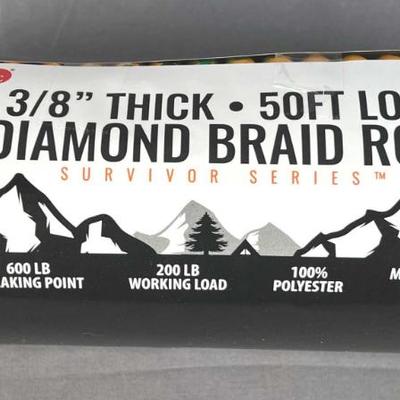 3/8” THICK • 50FT LO
DIAMOND BRAID RO
SURVIVOR SERIES™
600 LB
AKING POINT
200 LB
WORKING LOAD
100%
POLYESTER
M